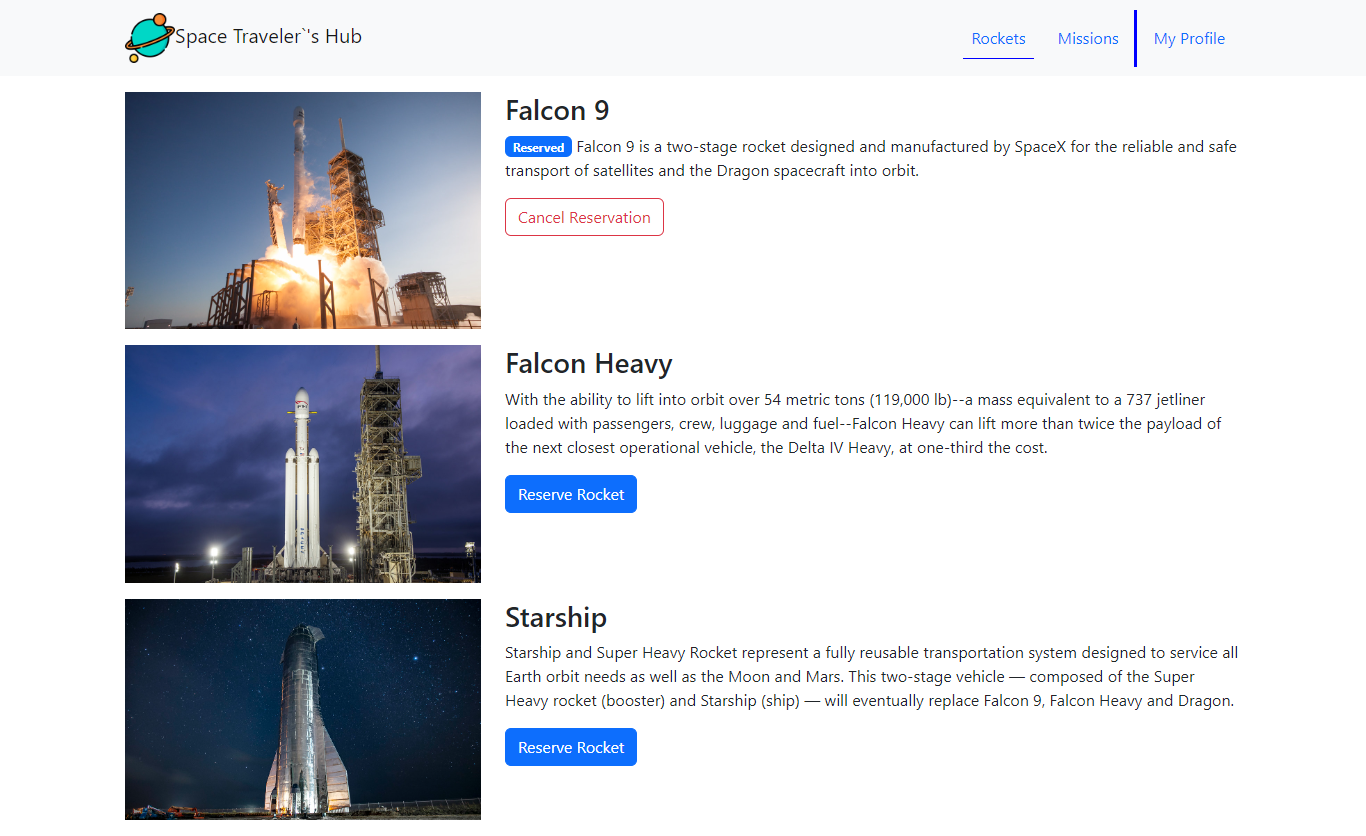 Space Traveler`'s Hub
Rockets
Missions
My Profile
Falcon 9
Reserved Falcon 9 is a two-stage rocket designed and manufactured by SpaceX for the reliable and safe
transport of satellites and the Dragon spacecraft into orbit.
Cancel Reservation
Falcon Heavy
With the ability to lift into orbit over 54 metric tons (119,000 lb)--a mass equivalent to a 737 jetliner
loaded with passengers, crew, luggage and fuel--Falcon Heavy can lift more than twice the payload of
the next closest operational vehicle, the Delta IV Heavy, at one-third the cost.
Reserve Rocket
Starship
Starship and Super Heavy Rocket represent a fully reusable transportation system designed to service all
Earth orbit needs as well as the Moon and Mars. This two-stage vehicle — composed of the Super
Heavy rocket (booster) and Starship (ship) — will eventually replace Falcon 9, Falcon Heavy and Dragon.
Reserve Rocket